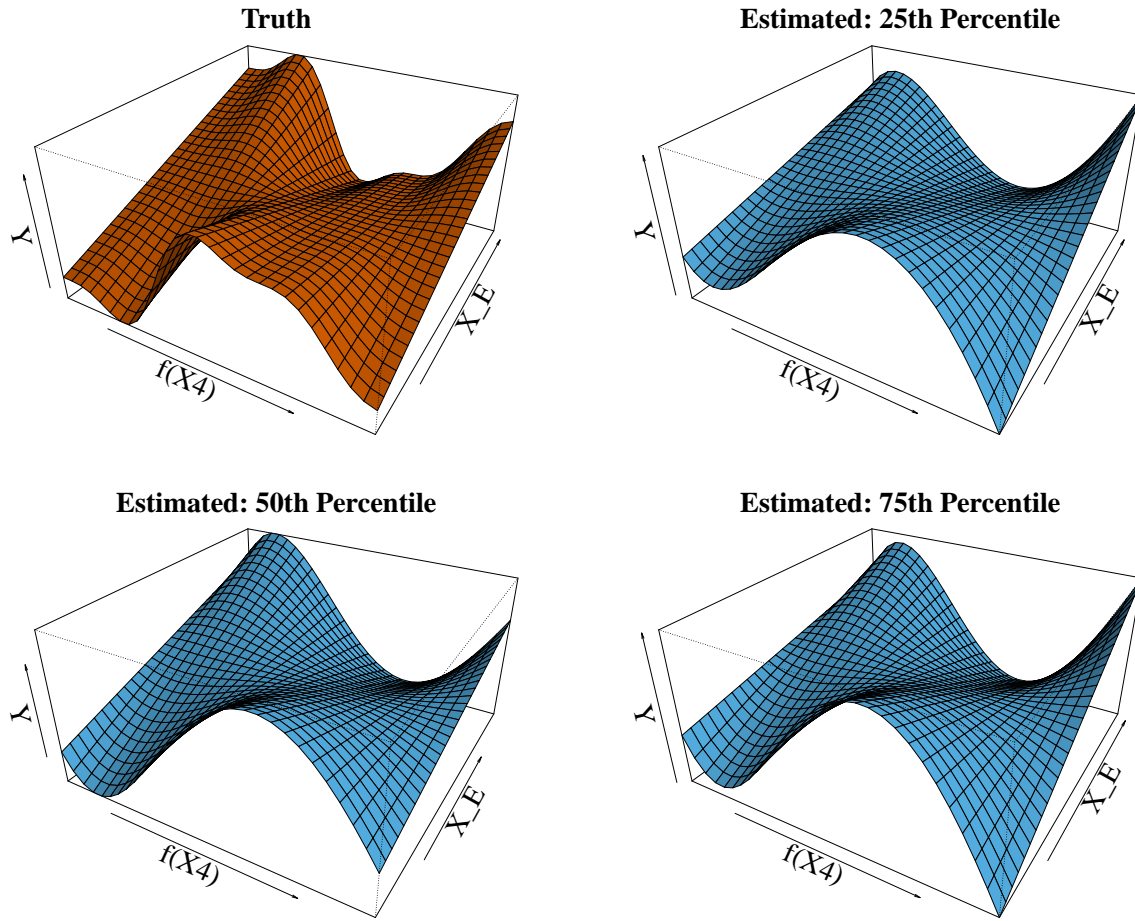 Truth
Y
f(X4)
X_E
Estimated: 25th Percentile
Y
f(X4)
X_E
Estimated: 50th Percentile
Y
f(X4)
X_E
Estimated: 75th Percentile
Y
f(X4)
X_E